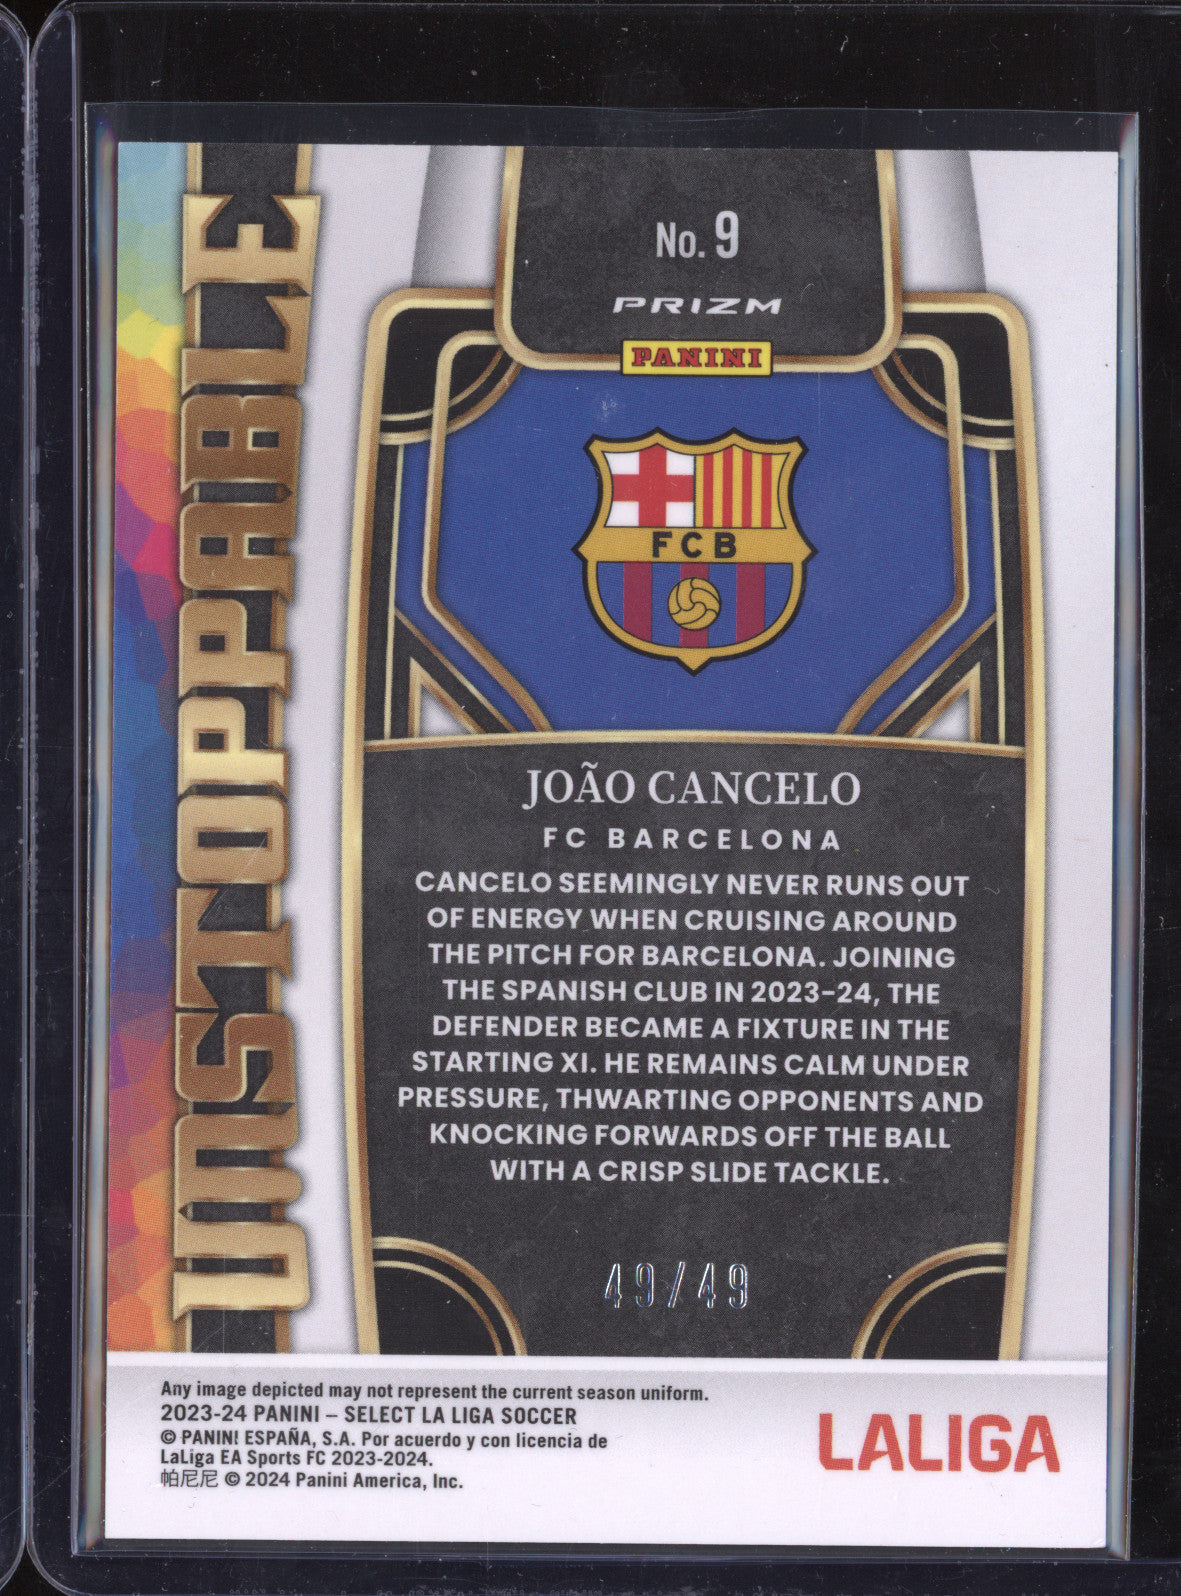 UNSTOPPABLE
No. 9
PRIZM
PANINI
FCB
JOÃO CANCELO
FC BARCELONA
CANCELO SEEMINGLY NEVER RUNS OUT
OF ENERGY WHEN CRUISING AROUND
THE PITCH FOR BARCELONA. JOINING
THE SPANISH CLUB IN 2023-24, THE
DEFENDER BECAME A FIXTURE IN THE
STARTING XI. HE REMAINS CALM UNDER
PRESSURE, THWARTING OPPONENTS AND
KNOCKING FORWARDS OFF THE BALL
WITH A CRISP SLIDE TACKLE.
49/49
Any image depicted may not represent the current season uniform.
2023-24 PANINI – SELECT LA LIGA SOCCER
© PANINI ESPAÑA, S.A. Por acuerdo y con licencia de
LaLiga EA Sports FC 2023-2024.
帕尼尼 © 2024 Panini America, Inc.
LALIGA